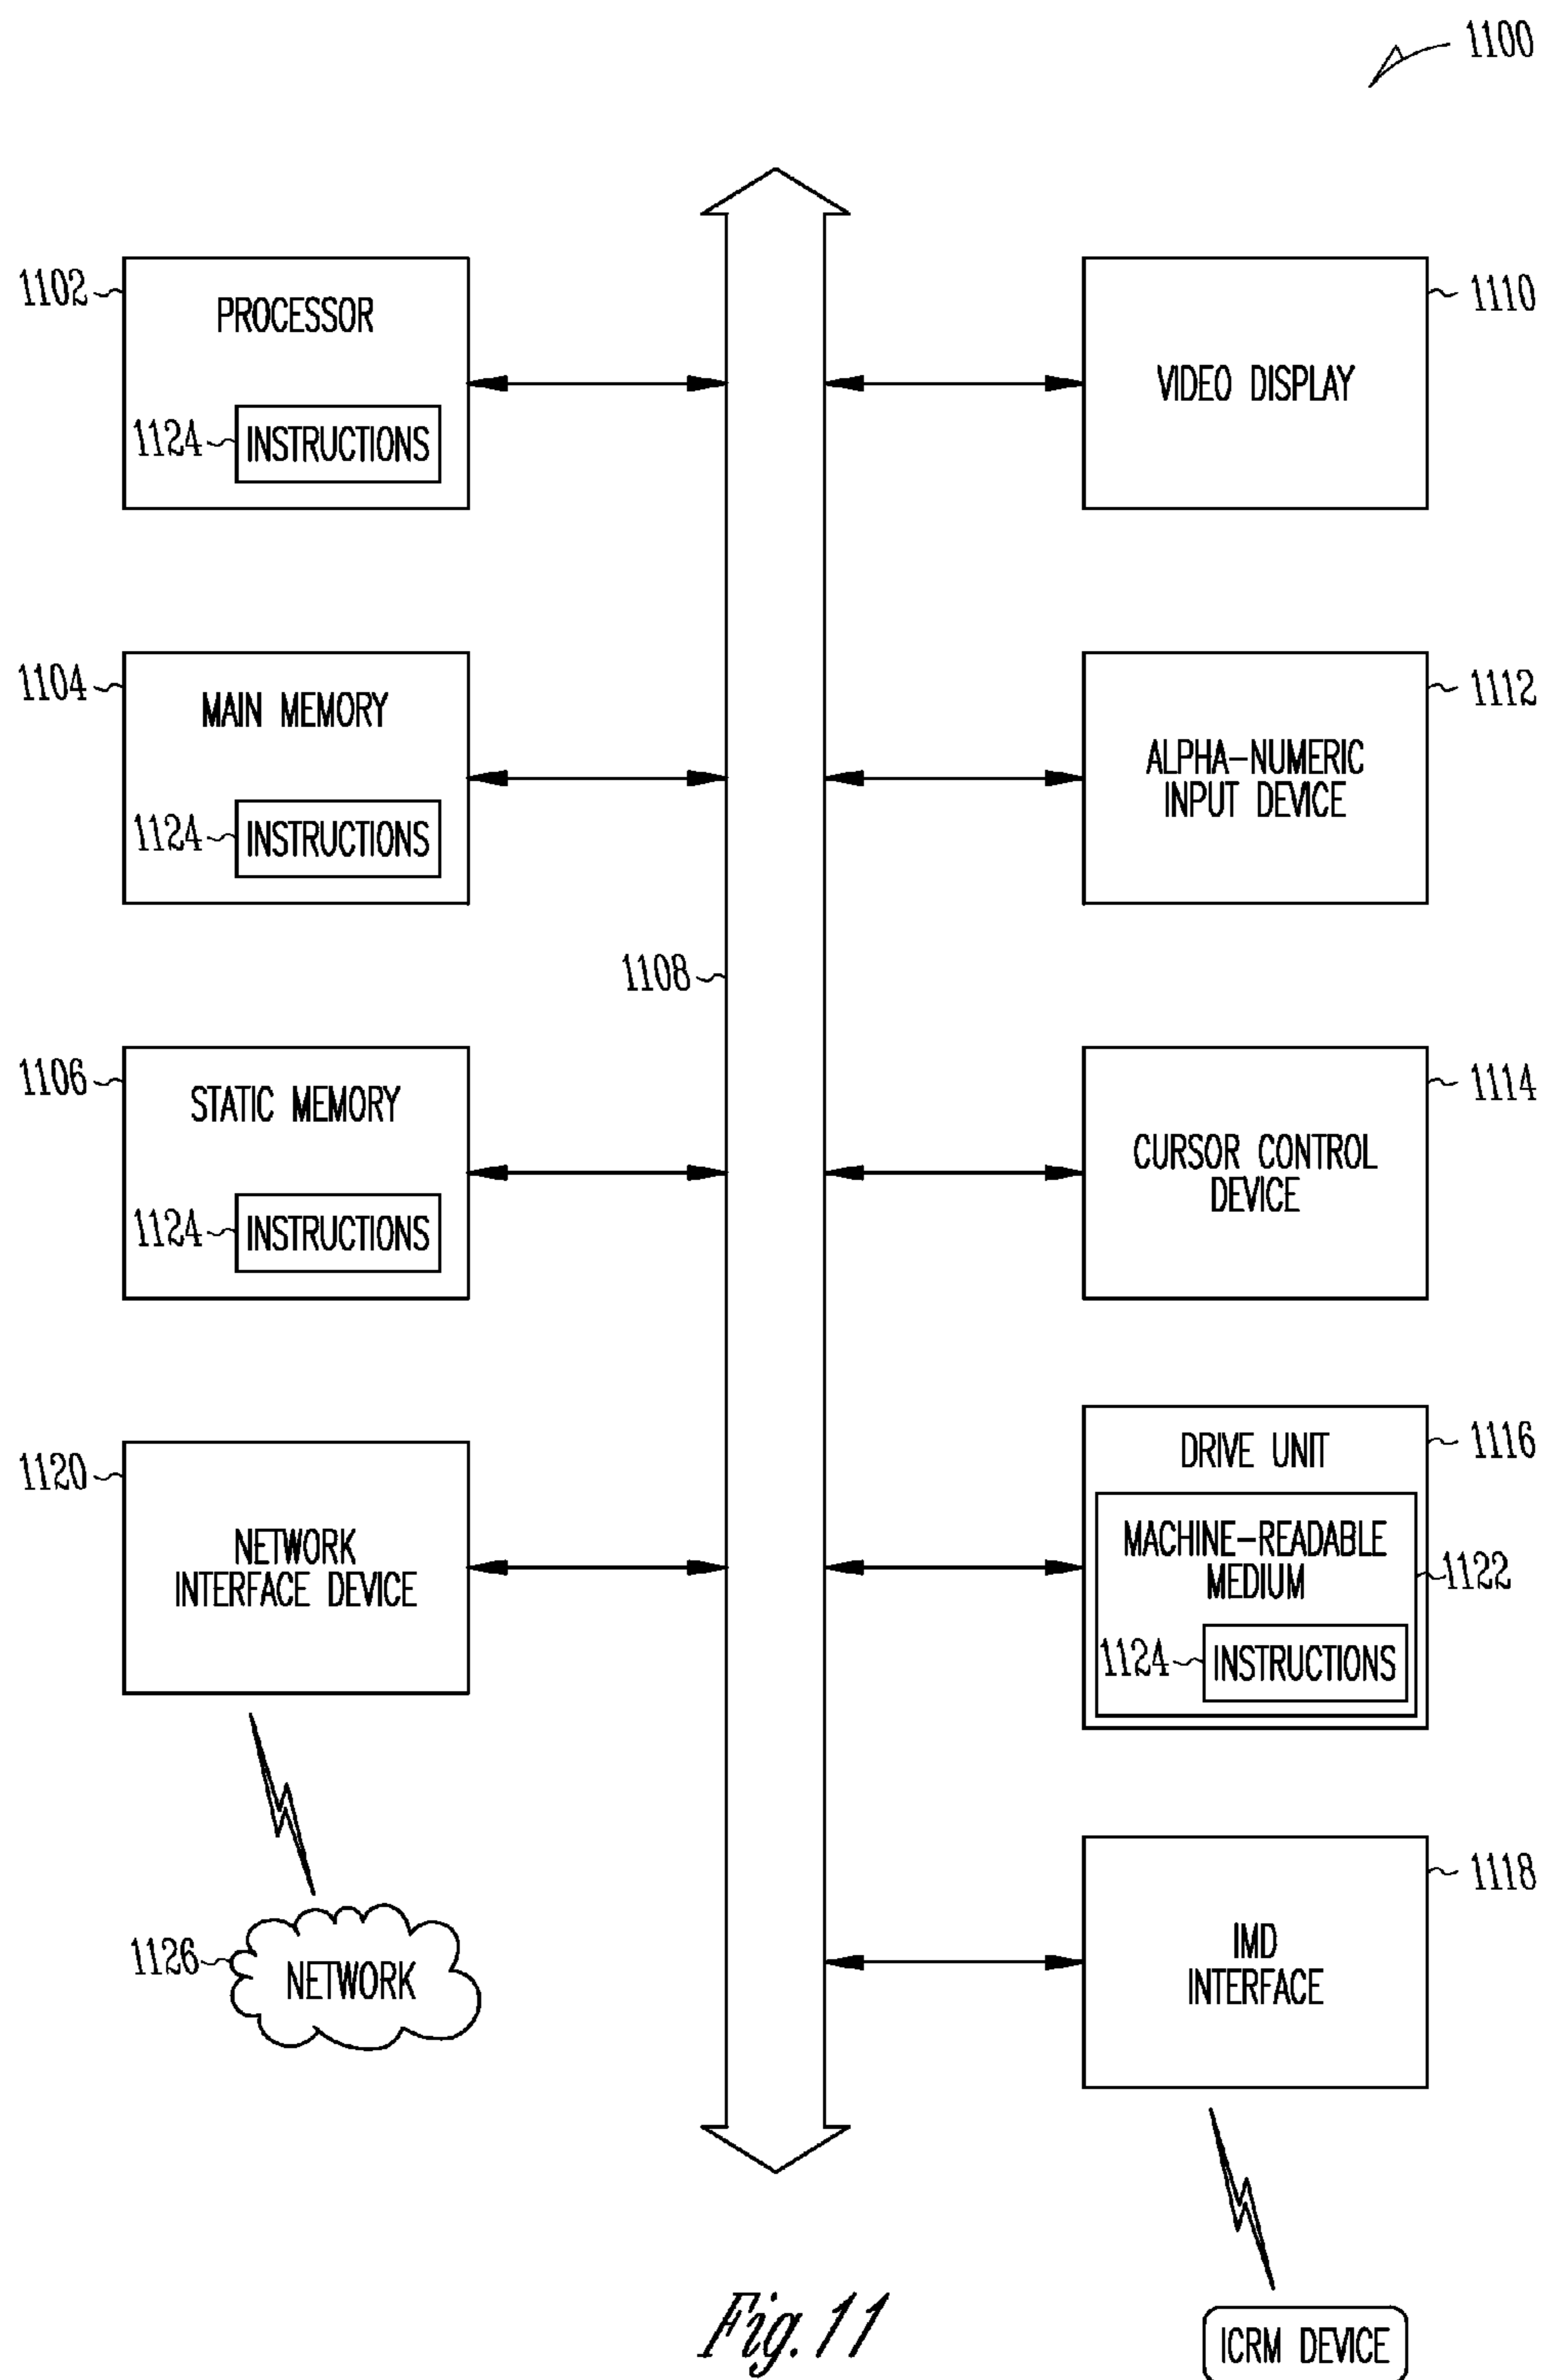 1100
1102
PROCESSOR
1124
INSTRUCTIONS
1110
VIDEO DISPLAY
1104
MAIN MEMORY
1124
INSTRUCTIONS
1112
ALPHA-NUMERIC
INPUT DEVICE
1108
1106
STATIC MEMORY
1124
INSTRUCTIONS
1114
CURSOR CONTROL
DEVICE
1120
NETWORK
INTERFACE DEVICE
1116
DRIVE UNIT
MACHINE-READABLE
MEDIUM
1122
1124
INSTRUCTIONS
1126
NETWORK
1118
IMD
INTERFACE
ICRM DEVICE
Fig. 11